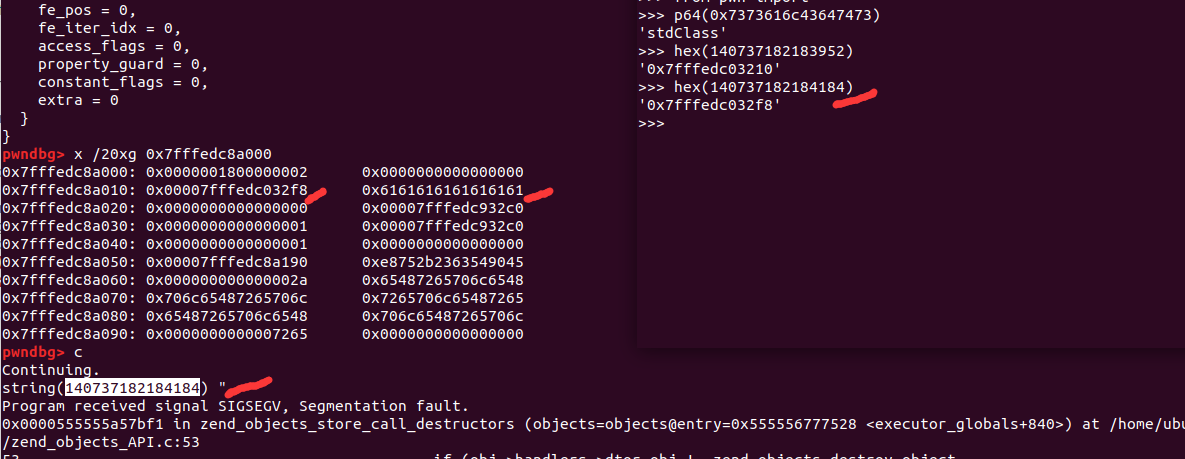 fe_pos = 0,
fe_iter_idx = 0,
access_flags = 0,
property_guard = 0,
constant_flags = 0,
extra = 0
}
}
pwndbg> x /20xg 0x7fffedc8a000
0x7fffedc8a000: 0x0000001800000002 0x0000000000000000
0x7fffedc8a010: 0x00007fffedc032f8 0x6161616161616161
0x7fffedc8a020: 0x0000000000000000 0x00007fffedc932c0
0x7fffedc8a030: 0x0000000000000001 0x00007fffedc932c0
0x7fffedc8a040: 0x0000000000000001 0x0000000000000000
0x7fffedc8a050: 0x00007fffedc8a190 0xe8752b2363549045
0x7fffedc8a060: 0x000000000000002a 0x65487265706c6548
0x7fffedc8a070: 0x706c65487265706c 0x7265706c65487265
0x7fffedc8a080: 0x65487265706c6548 0x706c65487265706c
0x7fffedc8a090: 0x0000000000007265 0x0000000000000000
pwndbg> c
Continuing.
string(140737182184184) "
Program received signal SIGSEGV, Segmentation fault.
0x0000555555a57bf1 in zend_objects_store_call_destructors (objects=objects@entry=0x555556777528 <executor_globals+840>) at /home/ubu
/zend_objects_API.c:53
>>> p64(0x7373616c43647473)
'stdClass'
>>> hex(140737182183952)
'0x7fffedc03210'
>>> hex(140737182184184)
'0x7fffedc032f8'
>>>